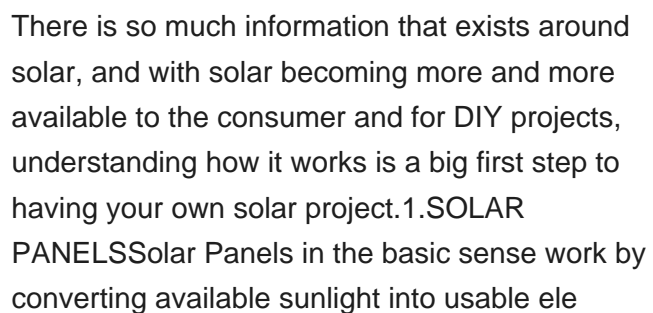 There is so much information that exists around
solar, and with solar becoming more and more
available to the consumer and for DIY projects,
understanding how it works is a big first step to
having your own solar project.1.SOLAR
PANELSSolar Panels in the basic sense work by
converting available sunlight into usable ele